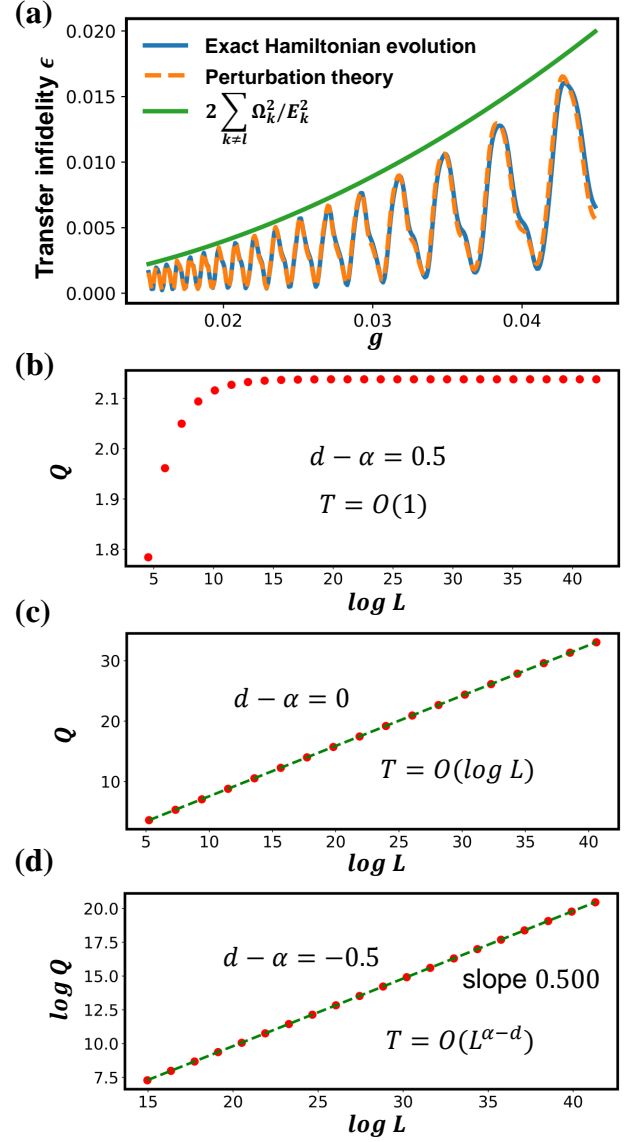 (a)
0.020
0.015
0.010
0.005
0.000
Transfer infidelity ϵ
Exact Hamiltonian evolution
Perturbation theory
2 ∑_{k≠l} Ω_k^2/E_k^2
0.02 0.03 0.04
g
(b)
2.1
2.0
1.9
1.8
Q
d − α = 0.5
T = O(1)
5 10 15 20 25 30 35 40
log L
(c)
30
20
10
Q
d − α = 0
T = O(log L)
5 10 15 20 25 30 35 40
log L
(d)
20.0
17.5
15.0
12.5
10.0
7.5
log Q
d − α = −0.5
slope 0.500
T = O(L^{α−d})
15 20 25 30 35 40
log L